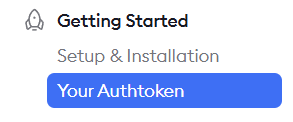 Getting Started
Setup & Installation
Your Authtoken